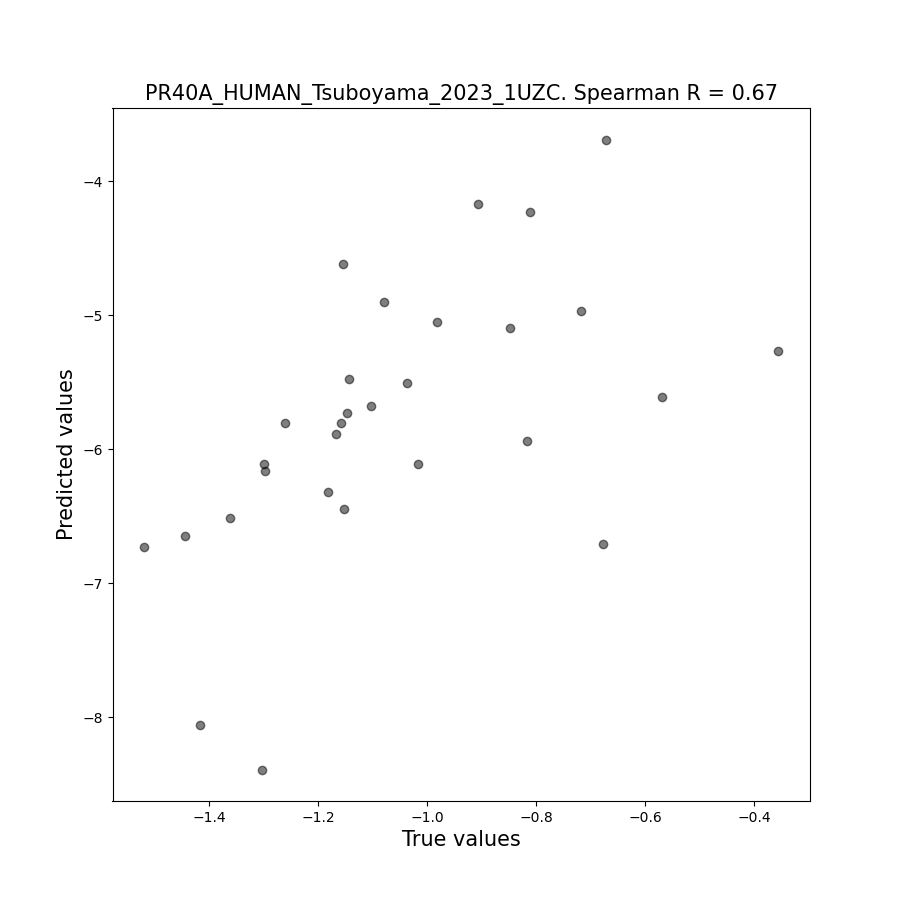 PR40A_HUMAN_Tsuboyama_2023_1UZC. Spearman R = 0.67
Predicted values
−4
−5
−6
−7
−8
−1.4 −1.2 −1.0 −0.8 −0.6 −0.4
True values